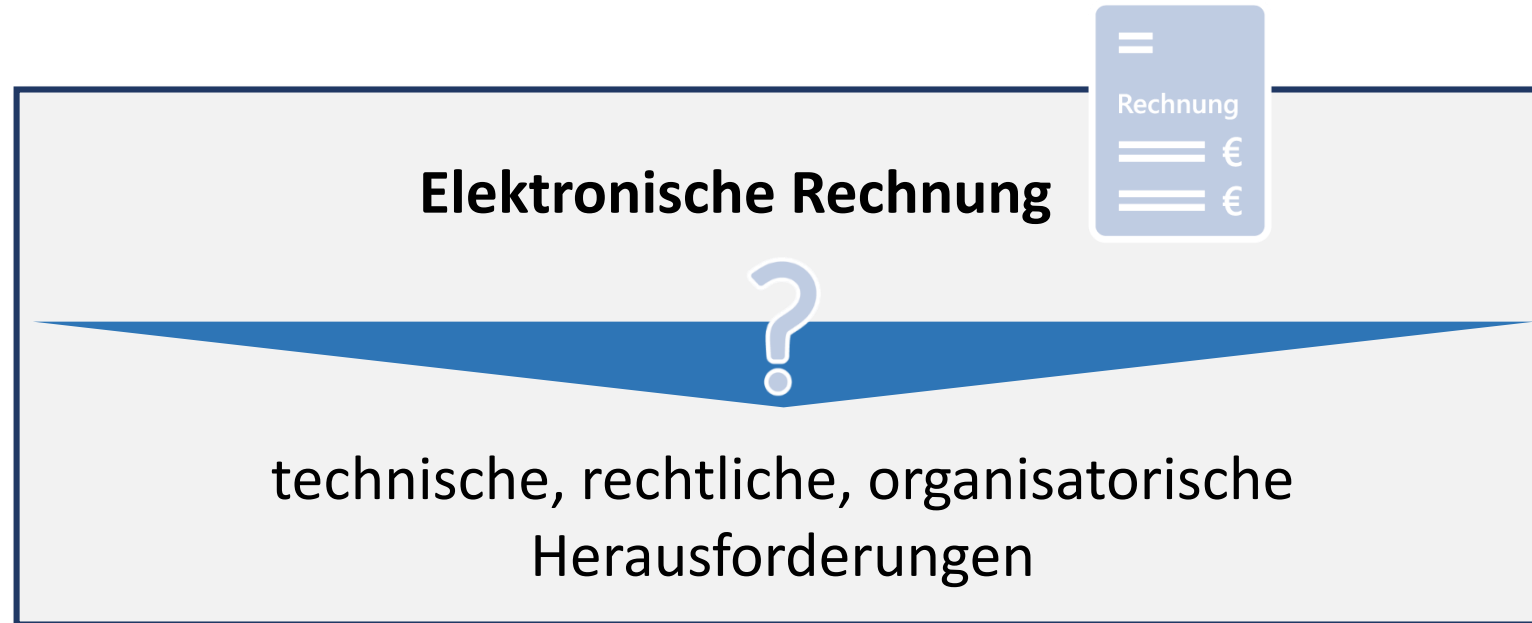 Rechnung
€
€
Elektronische Rechnung
?
technische, rechtliche, organisatorische
Herausforderungen